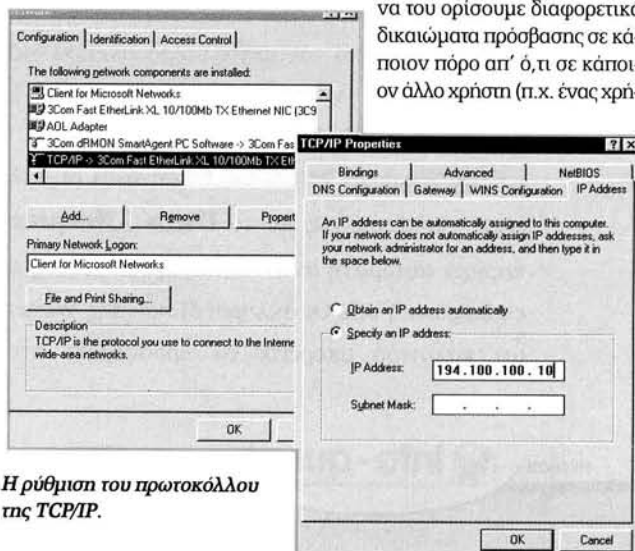 να του ορίσουμε διαφορετικά
δικαιώματα πρόσβασης σε κά-
ποιον πόρο απ' ό,τι σε κάποι-
ον άλλο χρήστη (π.χ. ένας χρή-
Configuration Identification Access Control
The following network components are installed:
Client for Microsoft Networks
3Com Fast EtherLink XL 10/100Mb TX Ethernet NIC (3C9
AOL Adapter
3Com dRMON SmartAgent PC Software -> 3Com Fas
TCP/IP -> 3Com Fast EtherLink XL 10/100Mb TX Eth
Add... Remove Propert
Primary Network Logon:
Client for Microsoft Networks
File and Print Sharing...
Description
TCP/IP is the protocol you use to connect to the Interne
wide-area networks.
OK
TCP/IP Properties
Bindings Advanced NetBIOS
DNS Configuration Gateway WINS Configuration IP Address
An IP address can be automatically assigned to this computer.
If your network does not automatically assign IP addresses, ask
your network administrator for an address, and then type it in
the space below.
Obtain an IP address automatically
Specify an IP address:
IP Address: 194.100.100. 10
Subnet Mask: . . .
OK Cancel
Η ρύθμιση του πρωτοκόλλου
της TCP/IP.